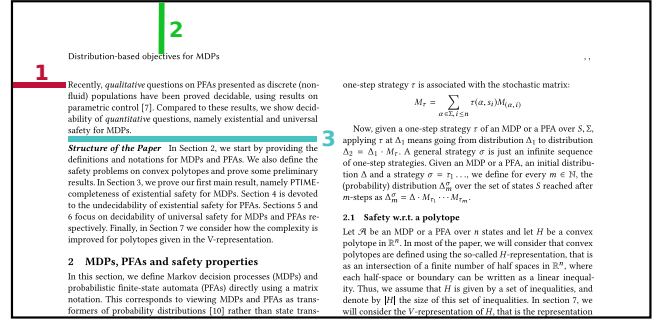 2
Distribution-based objectives for MDPs
, ,
1
Recently, qualitative questions on PFAs presented as discrete (non-
fluid) populations have been proved decidable, using results on
parametric control [7]. Compared to these results, we show decid-
ability of quantitative questions, namely existential and universal
safety for MDPs.
3
Structure of the Paper In Section 2, we start by providing the
definitions and notations for MDPs and PFAs. We also define the
safety problems on convex polytopes and prove some preliminary
results. In Section 3, we prove our first main result, namely PTIME-
completeness of existential safety for MDPs. Section 4 is devoted
to the undecidability of existential safety for PFAs. Sections 5 and
6 focus on decidability of universal safety for MDPs and PFAs re-
spectively. Finally, in Section 7 we consider how the complexity is
improved for polytopes given in the V-representation.
2 MDPs, PFAs and safety properties
In this section, we define Markov decision processes (MDPs) and
probabilistic finite-state automata (PFAs) directly using a matrix
notation. This corresponds to viewing MDPs and PFAs as trans-
formers of probability distributions [10] rather than state trans-
one-step strategy τ is associated with the stochastic matrix:
M_τ = ∑_{α∈Σ, i≤n} τ(α, s_i)M_{(α,i)}
Now, given a one-step strategy τ of an MDP or a PFA over S, Σ,
applying τ at Δ₁ means going from distribution Δ₁ to distribution
Δ₂ = Δ₁ · M_τ. A general strategy σ is just an infinite sequence
of one-step strategies. Given an MDP or a PFA, an initial distribu-
tion Δ and a strategy σ = τ₁ . . ., we define for every m ∈ ℕ, the
(probability) distribution Δ^σ_m over the set of states S reached after
m-steps as Δ^σ_m = Δ · M_{τ₁} · · · M_{τ_m}.
2.1 Safety w.r.t. a polytope
Let 𝒜 be an MDP or a PFA over n states and let H be a convex
polytope in ℝⁿ. In most of the paper, we will consider that convex
polytopes are defined using the so-called H-representation, that is
as an intersection of a finite number of half spaces in ℝⁿ, where
each half-space or boundary can be written as a linear inequal-
ity. Thus, we assume that H is given by a set of inequalities, and
denote by |H| the size of this set of inequalities. In section 7, we
will consider the V-representation of H, that is the representation